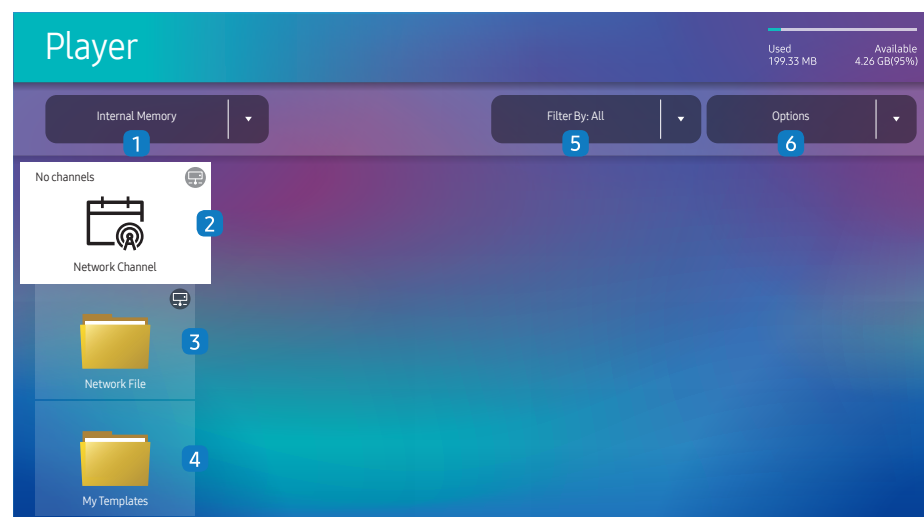 Player
Used
199.33 MB
Available
4.26 GB(95%)
Internal Memory
1
Filter By: All
5
Options
6
No channels
2
Network Channel
3
Network File
4
My Templates